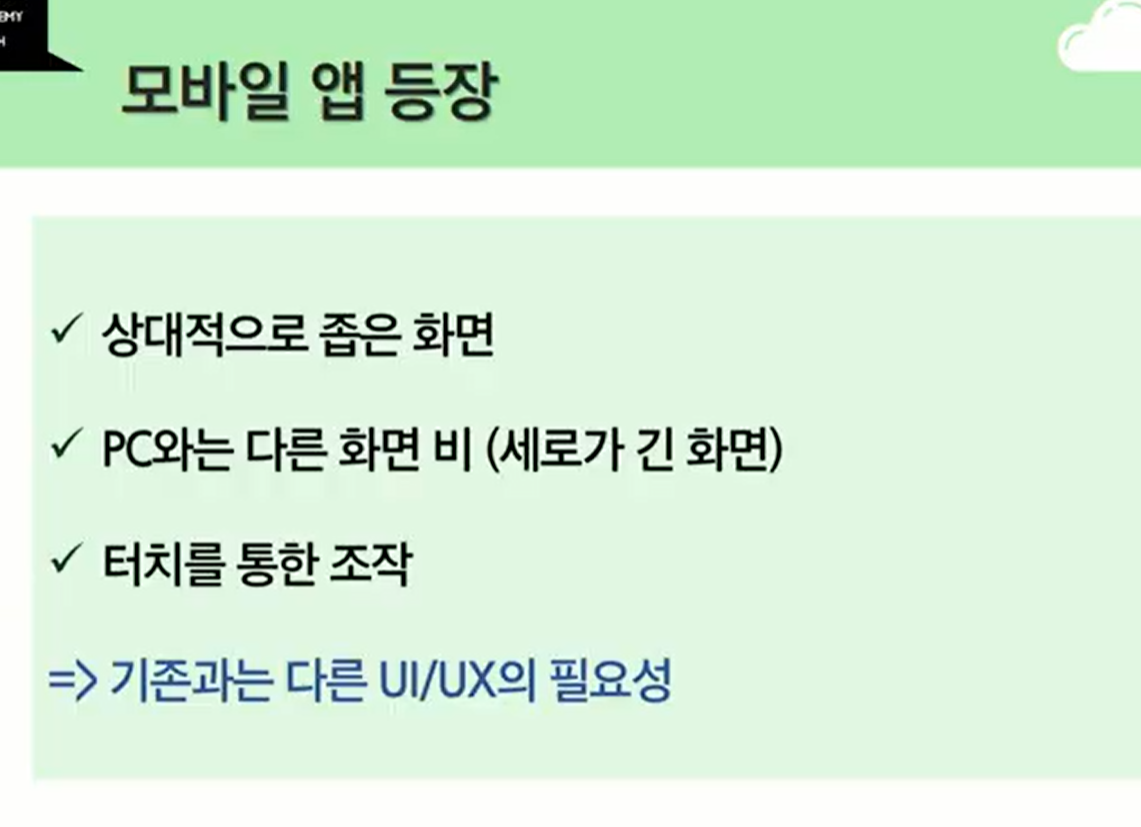 EMY
모바일 앱 등장
✓ 상대적으로 좁은 화면
✓ PC와는 다른 화면 비 (세로가 긴 화면)
✓ 터치를 통한 조작
=> 기존과는 다른 UI/UX의 필요성